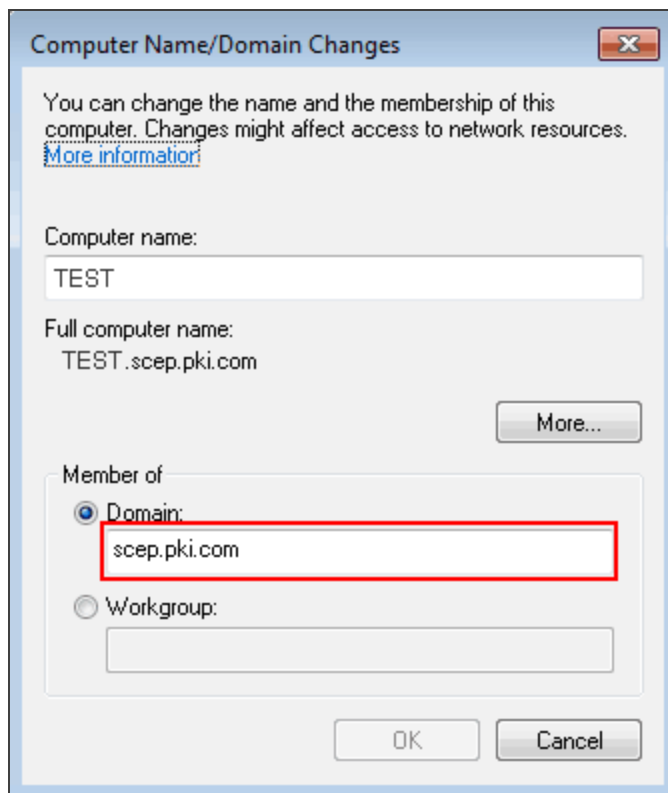 Computer Name/Domain Changes
You can change the name and the membership of this
computer. Changes might affect access to network resources.
More information
Computer name:
TEST
Full computer name:
TEST.scep.pki.com
More...
Member of
Domain:
scep.pki.com
Workgroup:
OK Cancel